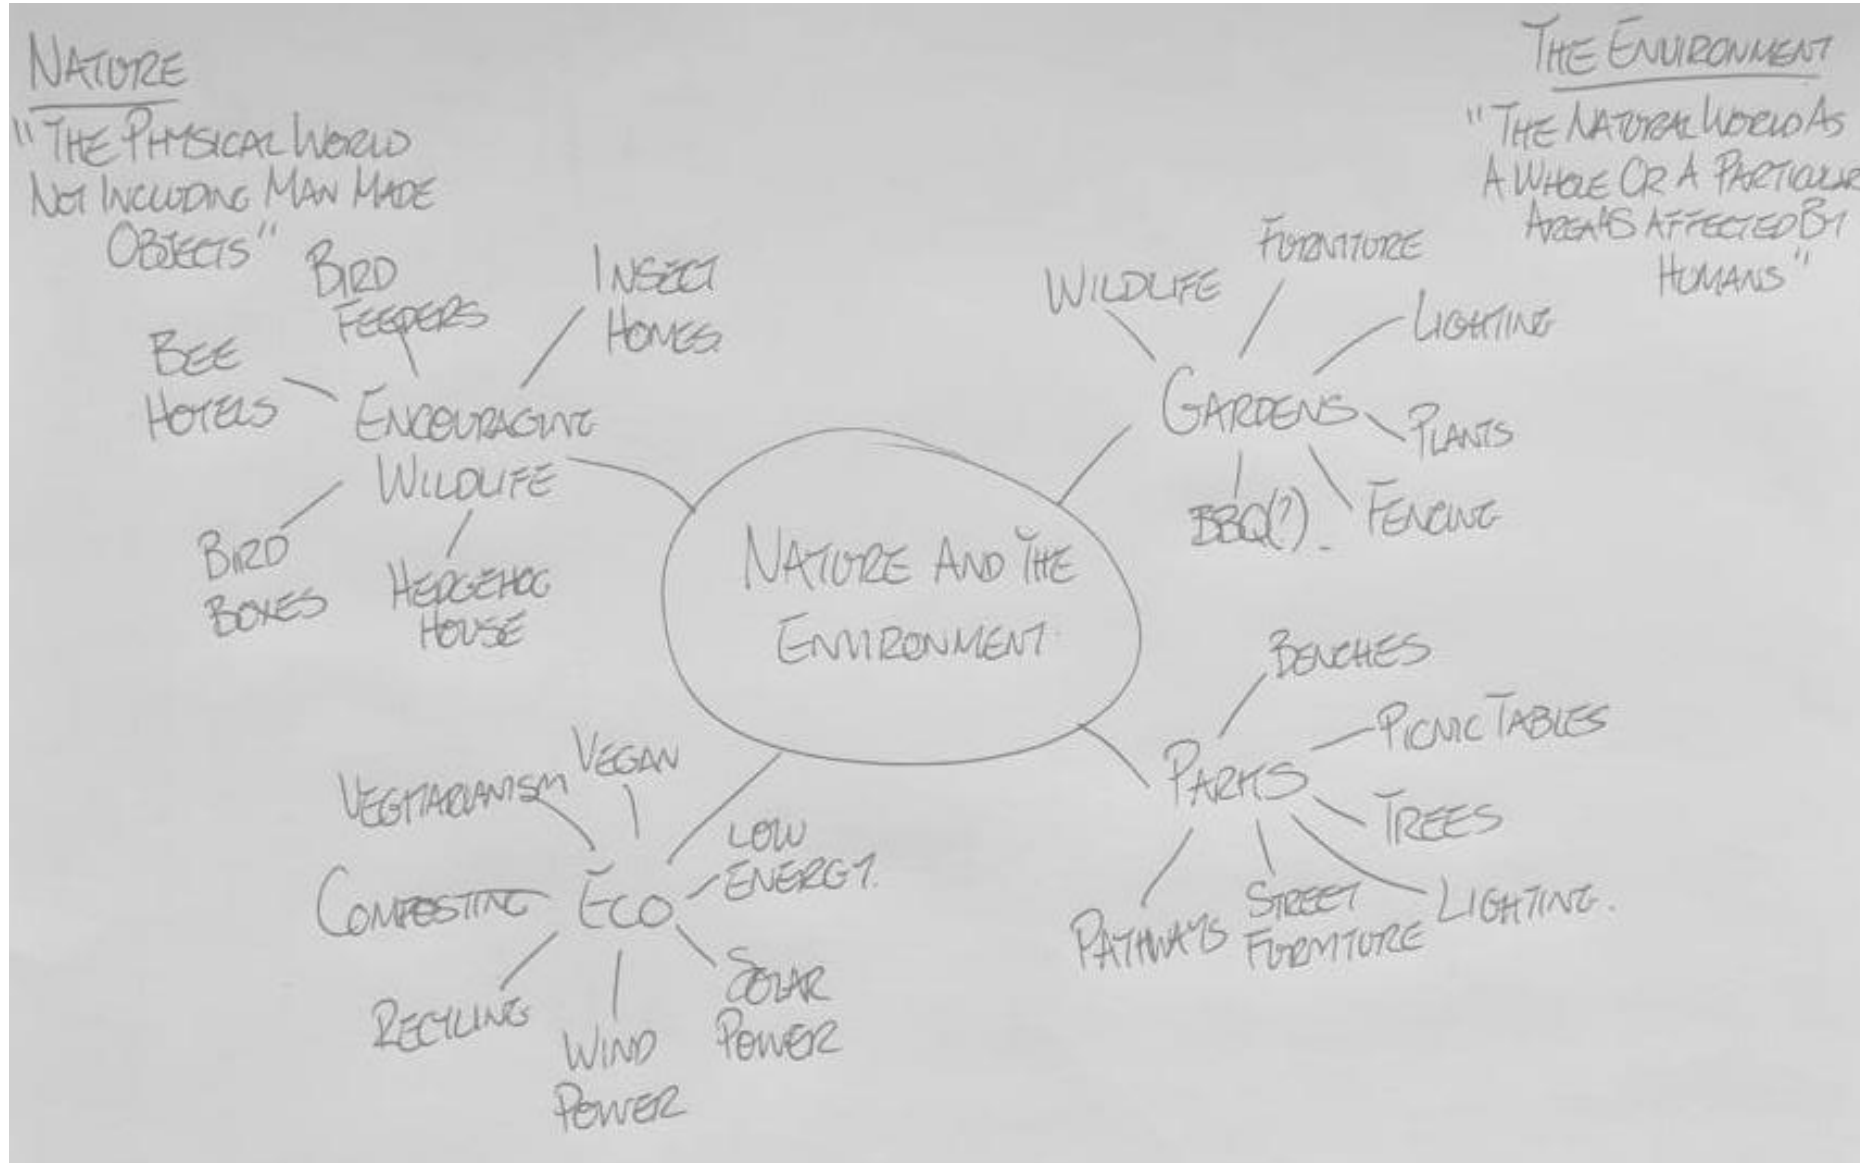 NATURE
"THE PHYSICAL WORLD
NOT INCLUDING MAN MADE
OBJECTS"
THE ENVIRONMENT
"THE NATURAL WORLD AS
A WHOLE OR A PARTICULAR
AREA AS AFFECTED BY
HUMANS"
BIRD
FEEDERS
INSECT
HOMES.
BEE
HOTELS
ENCOURAGING
WILDLIFE
BIRD
BOXES
HEDGEHOG
HOUSE
WILDLIFE
FURNITURE
LIGHTING
GARDENS
PLANTS
BBQ(?).
FENCING
NATURE AND THE
ENVIRONMENT
BENCHES
PICNIC TABLES
PARKS
TREES
LIGHTING.
STREET
FURNITURE
PATHWAYS
VEGITARIANISM
VEGAN
LOW
ENERGY.
COMPOSTING
ECO
RECYLING
WIND
POWER
SOLAR
POWER